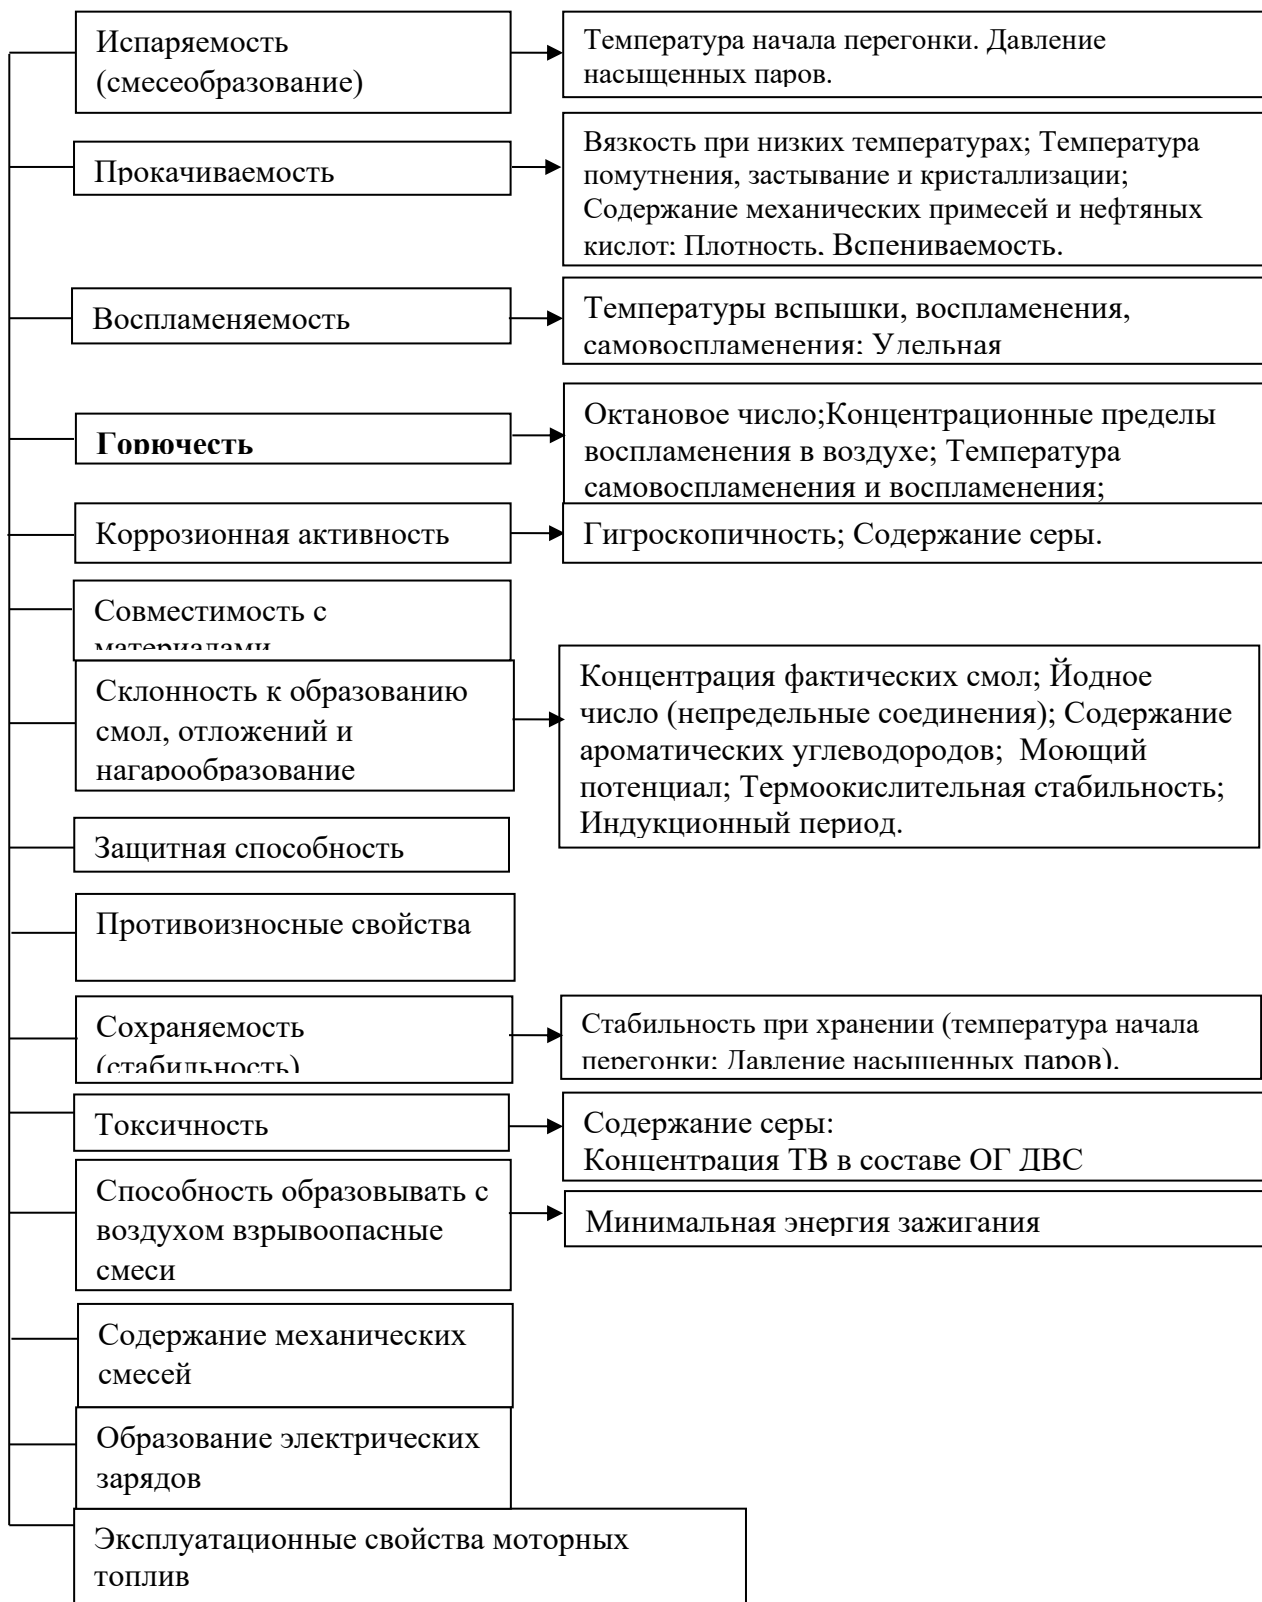 Испаряемость
(смесеобразование)
Температура начала перегонки. Давление
насыщенных паров.
Прокачиваемость
Вязкость при низких температурах; Температура
помутнения, застывание и кристаллизации;
Содержание механических примесей и нефтяных
кислот; Плотность. Вспениваемость.
Воспламеняемость
Температуры вспышки, воспламенения,
самовоспламенения; Удельная
Горючесть
Октановое число;Концентрационные пределы
воспламенения в воздухе; Температура
самовоспламенения и воспламенения;
Коррозионная активность
Гигроскопичность; Содержание серы.
Совместимость с
материалами
Склонность к образованию
смол, отложений и
нагарообразование
Концентрация фактических смол; Йодное
число (непредельные соединения); Содержание
ароматических углеводородов; Моющий
потенциал; Термоокислительная стабильность;
Индукционный период.
Защитная способность
Противоизносные свойства
Сохраняемость
(стабильность)
Стабильность при хранении (температура начала
перегонки; Давление насыщенных паров).
Токсичность
Содержание серы:
Концентрация ТВ в составе ОГ ДВС
Способность образовывать с
воздухом взрывоопасные
смеси
Минимальная энергия зажигания
Содержание механических
смесей
Образование электрических
зарядов
Эксплуатационные свойства моторных
топлив